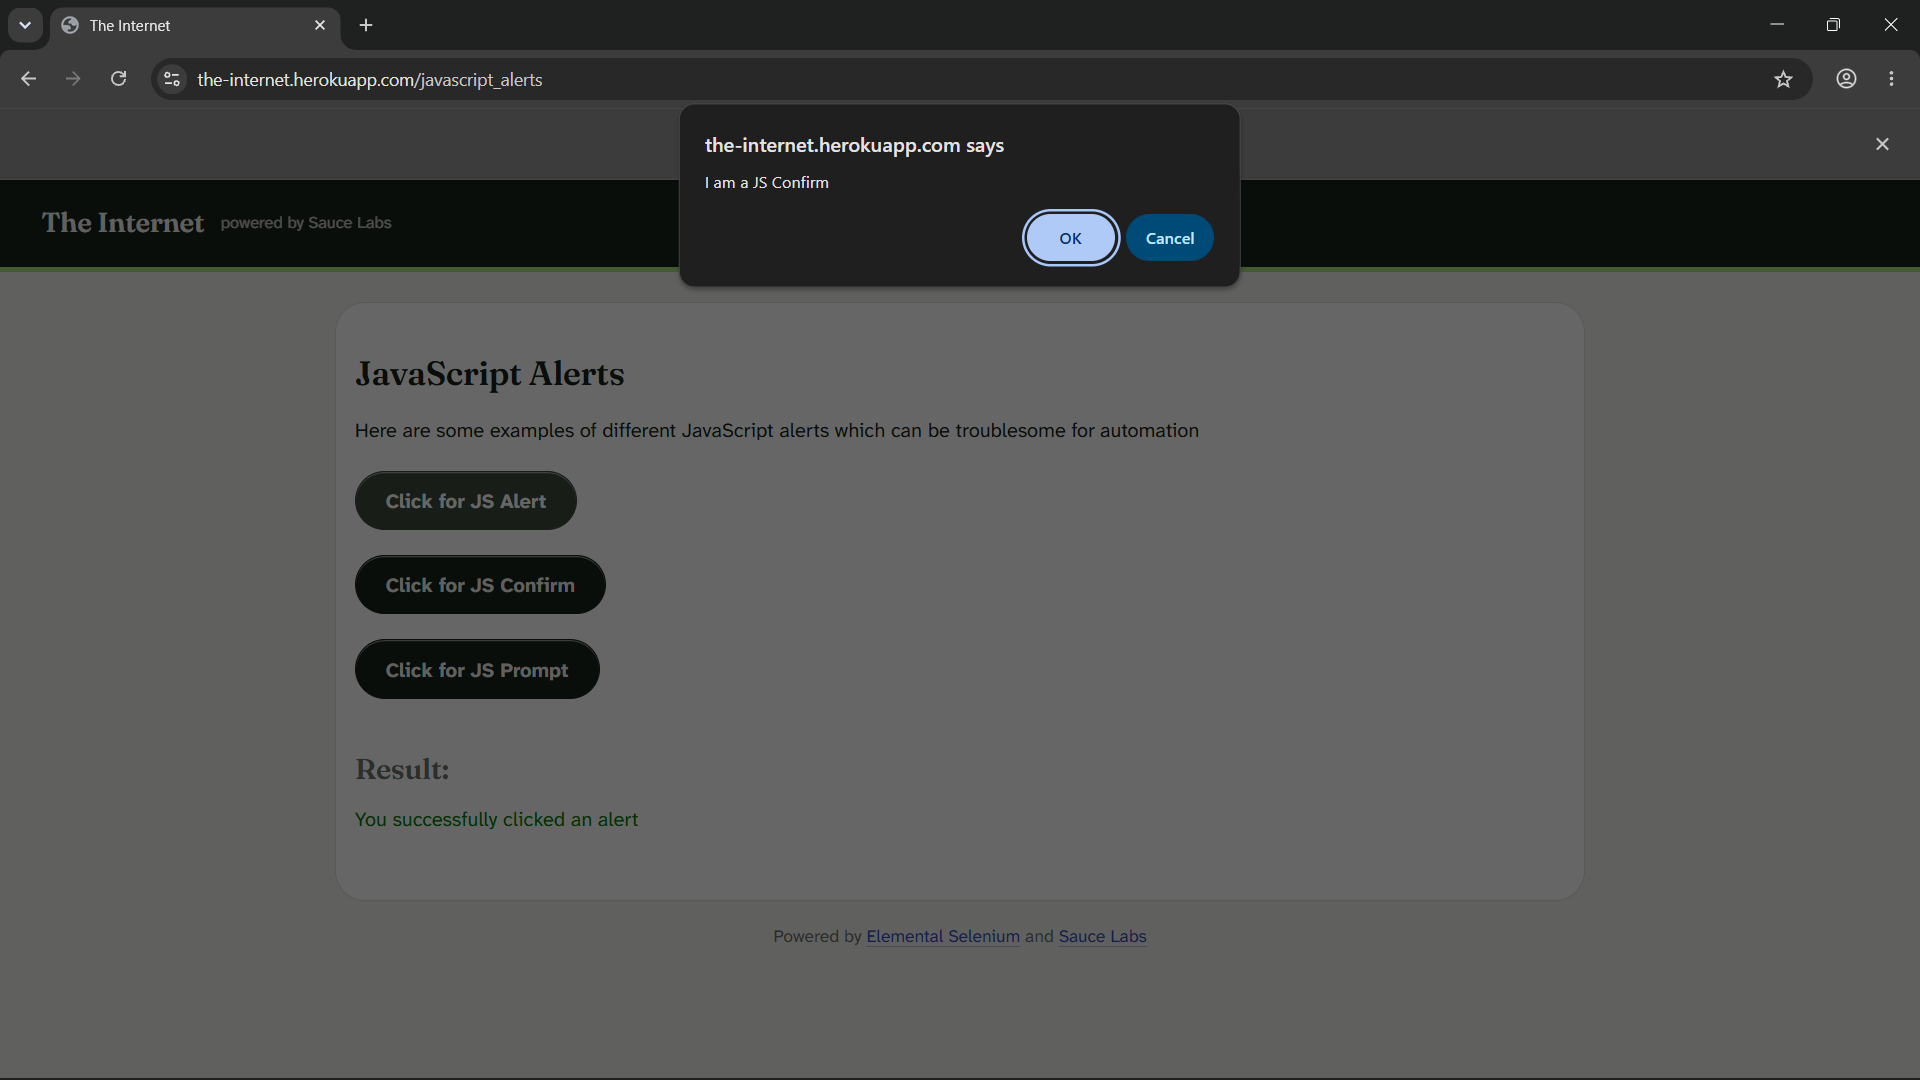 The Internet
the-internet.herokuapp.com/javascript_alerts
the-internet.herokuapp.com says
I am a JS Confirm
OK Cancel
The Internet powered by Sauce Labs
JavaScript Alerts
Here are some examples of different JavaScript alerts which can be troublesome for automation
Click for JS Alert
Click for JS Confirm
Click for JS Prompt
Result:
You successfully clicked an alert
Powered by Elemental Selenium and Sauce Labs